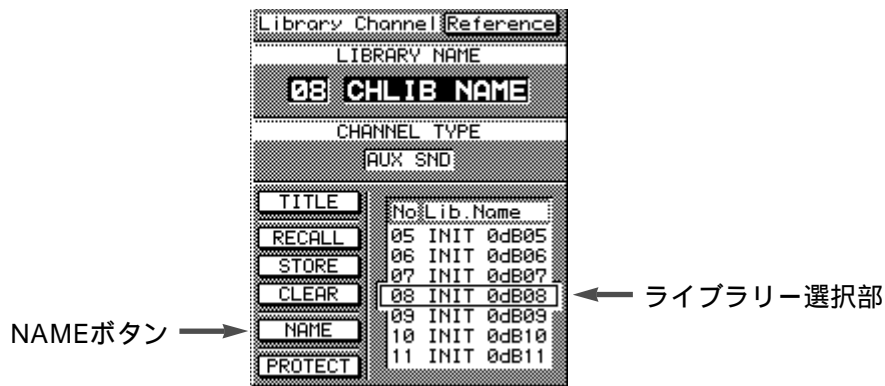 Library Channel Reference
LIBRARY NAME
08 CHLIB NAME
CHANNEL TYPE
AUX SND
TITLE
RECALL
STORE
CLEAR
NAME
PROTECT
No Lib.Name
05 INIT 0dB05
06 INIT 0dB06
07 INIT 0dB07
08 INIT 0dB08
09 INIT 0dB09
10 INIT 0dB10
11 INIT 0dB11
NAMEボタン
ライブラリー選択部